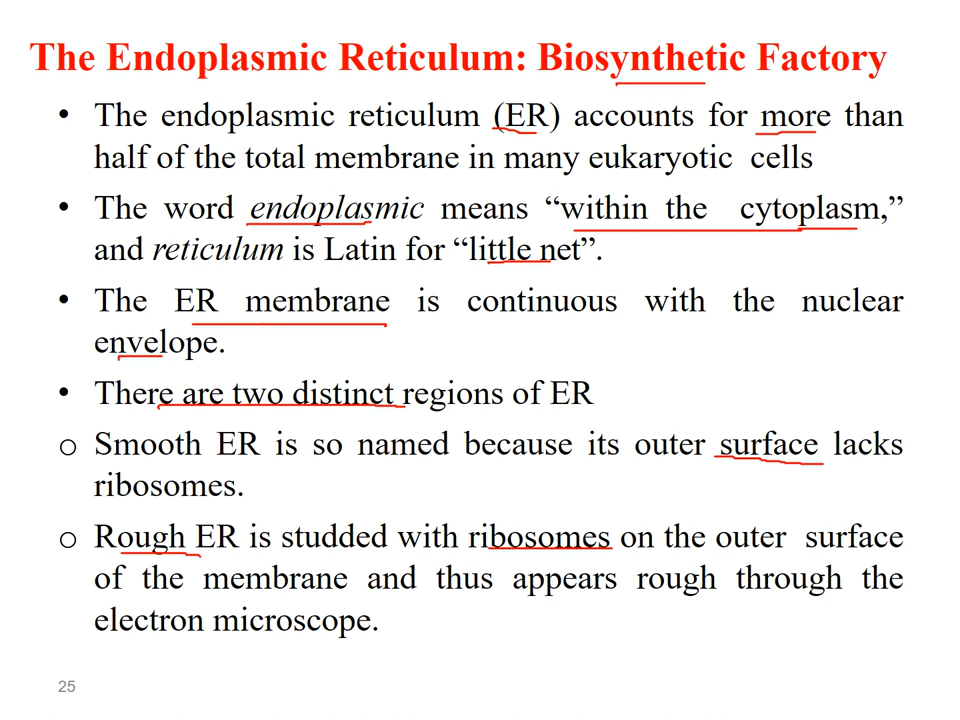 The Endoplasmic Reticulum: Biosynthetic Factory
• The endoplasmic reticulum (ER) accounts for more than
half of the total membrane in many eukaryotic cells
• The word endoplasmic means “within the cytoplasm,”
and reticulum is Latin for “little net”.
• The ER membrane is continuous with the nuclear
envelope.
• There are two distinct regions of ER
o Smooth ER is so named because its outer surface lacks
ribosomes.
o Rough ER is studded with ribosomes on the outer surface
of the membrane and thus appears rough through the
electron microscope.
25